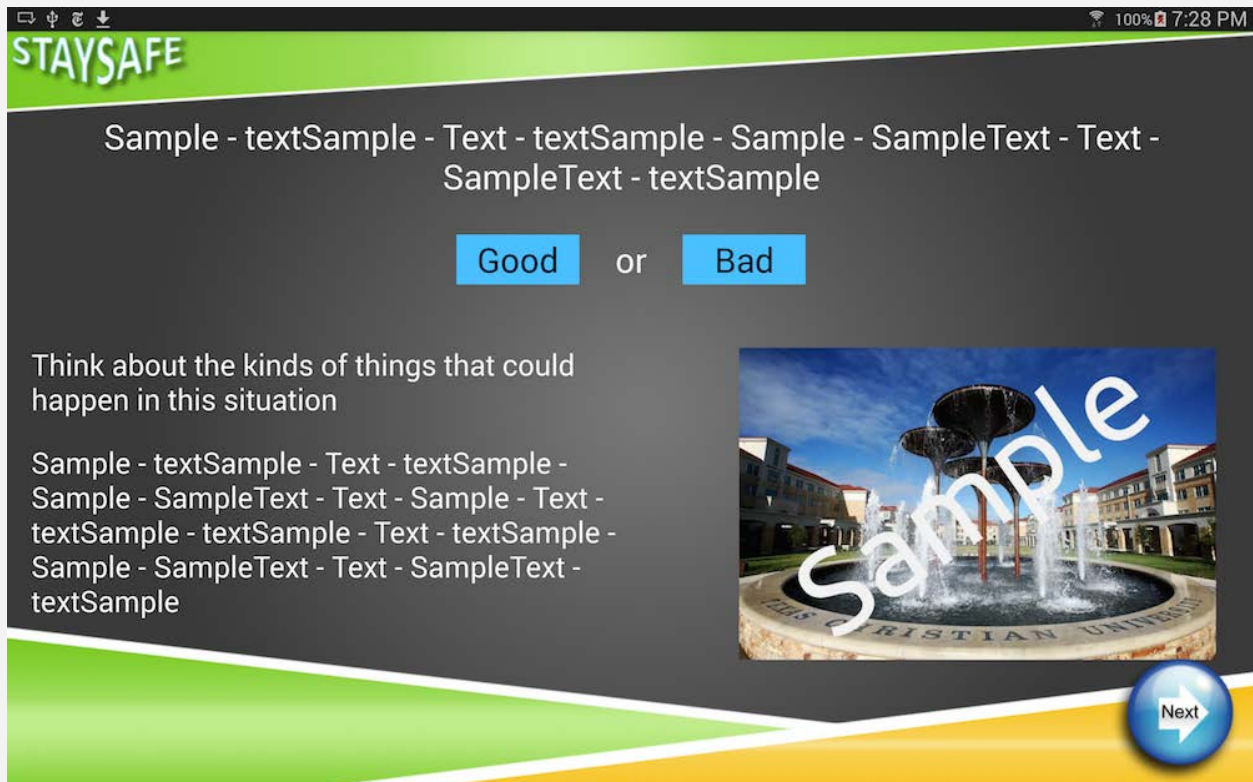 100% 7:28 PM
STAYSAFE
Sample - textSample - Text - textSample - Sample - SampleText - Text -
SampleText - textSample
Good or Bad
Think about the kinds of things that could
happen in this situation
Sample - textSample - Text - textSample -
Sample - SampleText - Text - Sample - Text -
textSample - textSample - Text - textSample -
Sample - SampleText - Text - SampleText -
textSample
Sample
TEXAS CHRISTIAN UNIVERSITY
Next